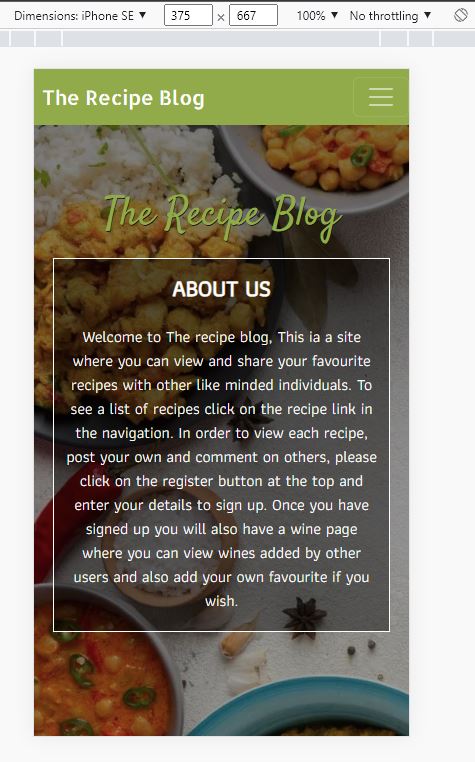 Dimensions: iPhone SE ▼ 375 × 667 100% ▼ No throttling ▼
The Recipe Blog
The Recipe Blog
ABOUT US
Welcome to The recipe blog, This ia a site
where you can view and share your favourite
recipes with other like minded individuals. To
see a list of recipes click on the recipe link in
the navigation. In order to view each recipe,
post your own and comment on others, please
click on the register button at the top and
enter your details to sign up. Once you have
signed up you will also have a wine page
where you can view wines added by other
users and also add your own favourite if you
wish.